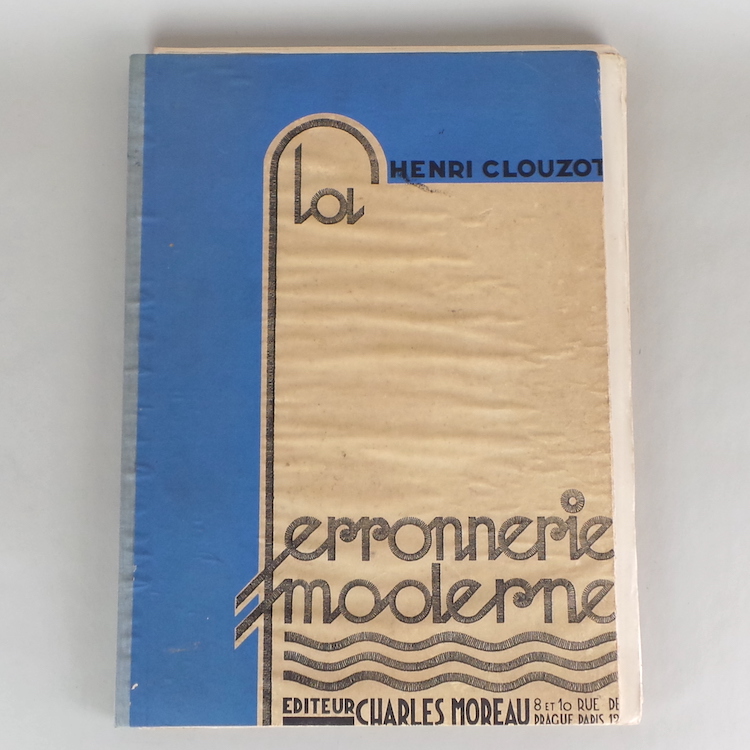 HENRI CLOUZOT
la
ferronnerie
moderne
EDITEUR CHARLES MOREAU 8 ET 10 RUE DE
PRAGUE PARIS 12